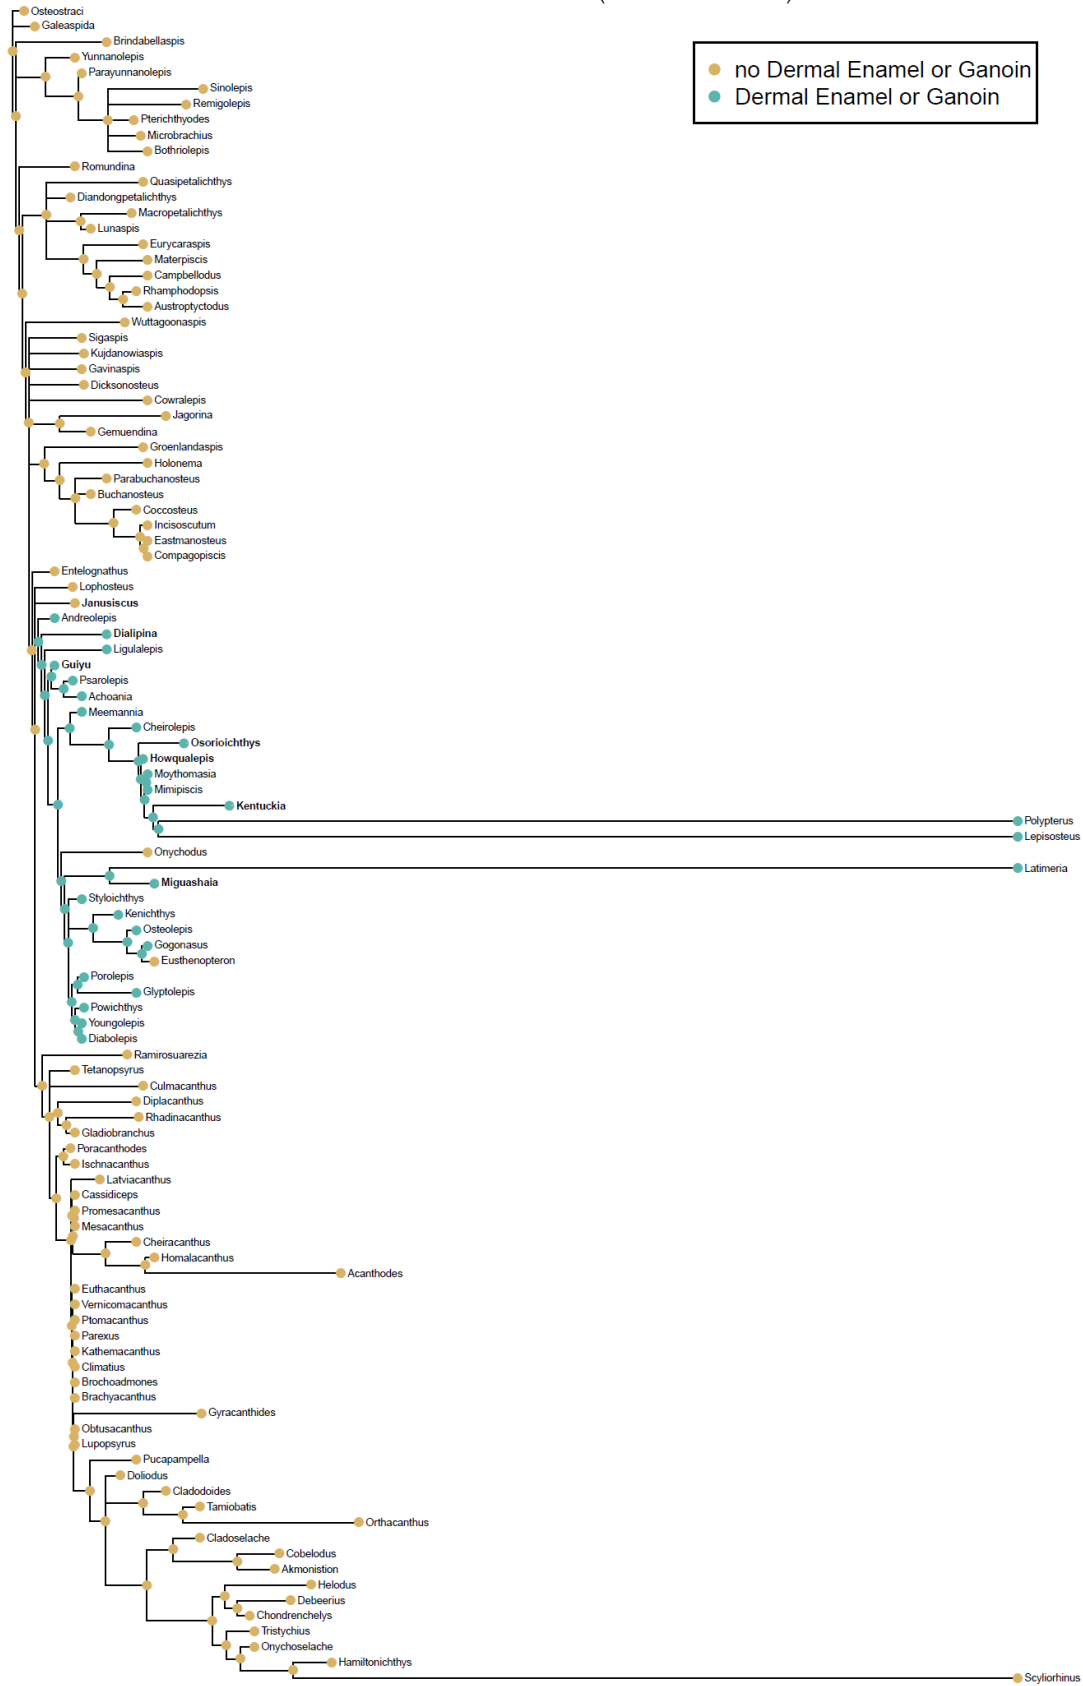 Osteostraci
Galeaspida
Brindabellaspis
Yunnanolepis
Parayunnanolepis
Sinolepis
Remigolepis
Pterichthyodes
Microbrachius
Bothriolepis
no Dermal Enamel or Ganoin
Dermal Enamel or Ganoin
Romundina
Quasipetalichthys
Diandongpetalichthys
Macropetalichthys
Lunaspis
Eurycaraspis
Materpiscis
Campbellodus
Rhamphodopsis
Austroptyctodus
Wuttagoonaspis
Sigaspis
Kujdanowiaspis
Gavinaspis
Dicksonosteus
Cowralepis
Jagorina
Gemuendina
Groenlandaspis
Holonema
Parabuchanosteus
Buchanosteus
Coccosteus
Incisoscutum
Eastmanosteus
Compagopiscis
Entelognathus
Lophosteus
Janusiscus
Andreolepis
Dialipina
Ligulalepis
Guiyu
Psarolepis
Achoania
Meemannia
Cheirolepis
Osorioichthys
Howqualepis
Moythomasia
Mimipiscis
Kentuckia
Polypterus
Lepisosteus
Onychodus
Latimeria
Miguashaia
Styloichthys
Kenichthys
Osteolepis
Gogonasus
Eusthenopteron
Porolepis
Glyptolepis
Powichthys
Youngolepis
Diabolepis
Ramirosuarezia
Tetanopsyrus
Culmacanthus
Diplacanthus
Rhadinacanthus
Gladiobranchus
Poracanthodes
Ischnacanthus
Latviacanthus
Cassidiceps
Promesacanthus
Mesacanthus
Cheiracanthus
Homalacanthus
Acanthodes
Euthacanthus
Vernicomacanthus
Ptomacanthus
Parexus
Kathemacanthus
Climatius
Brochoadmones
Brachyacanthus
Gyracanthides
Obtusacanthus
Lupopsyrus
Pucapampella
Doliodus
Cladodoides
Tamiobatis
Orthacanthus
Cladoselache
Cobelodus
Akmonistion
Helodus
Debeerius
Chondrenchelys
Tristychius
Onychoselache
Hamiltonichthys
Scyliorhinus